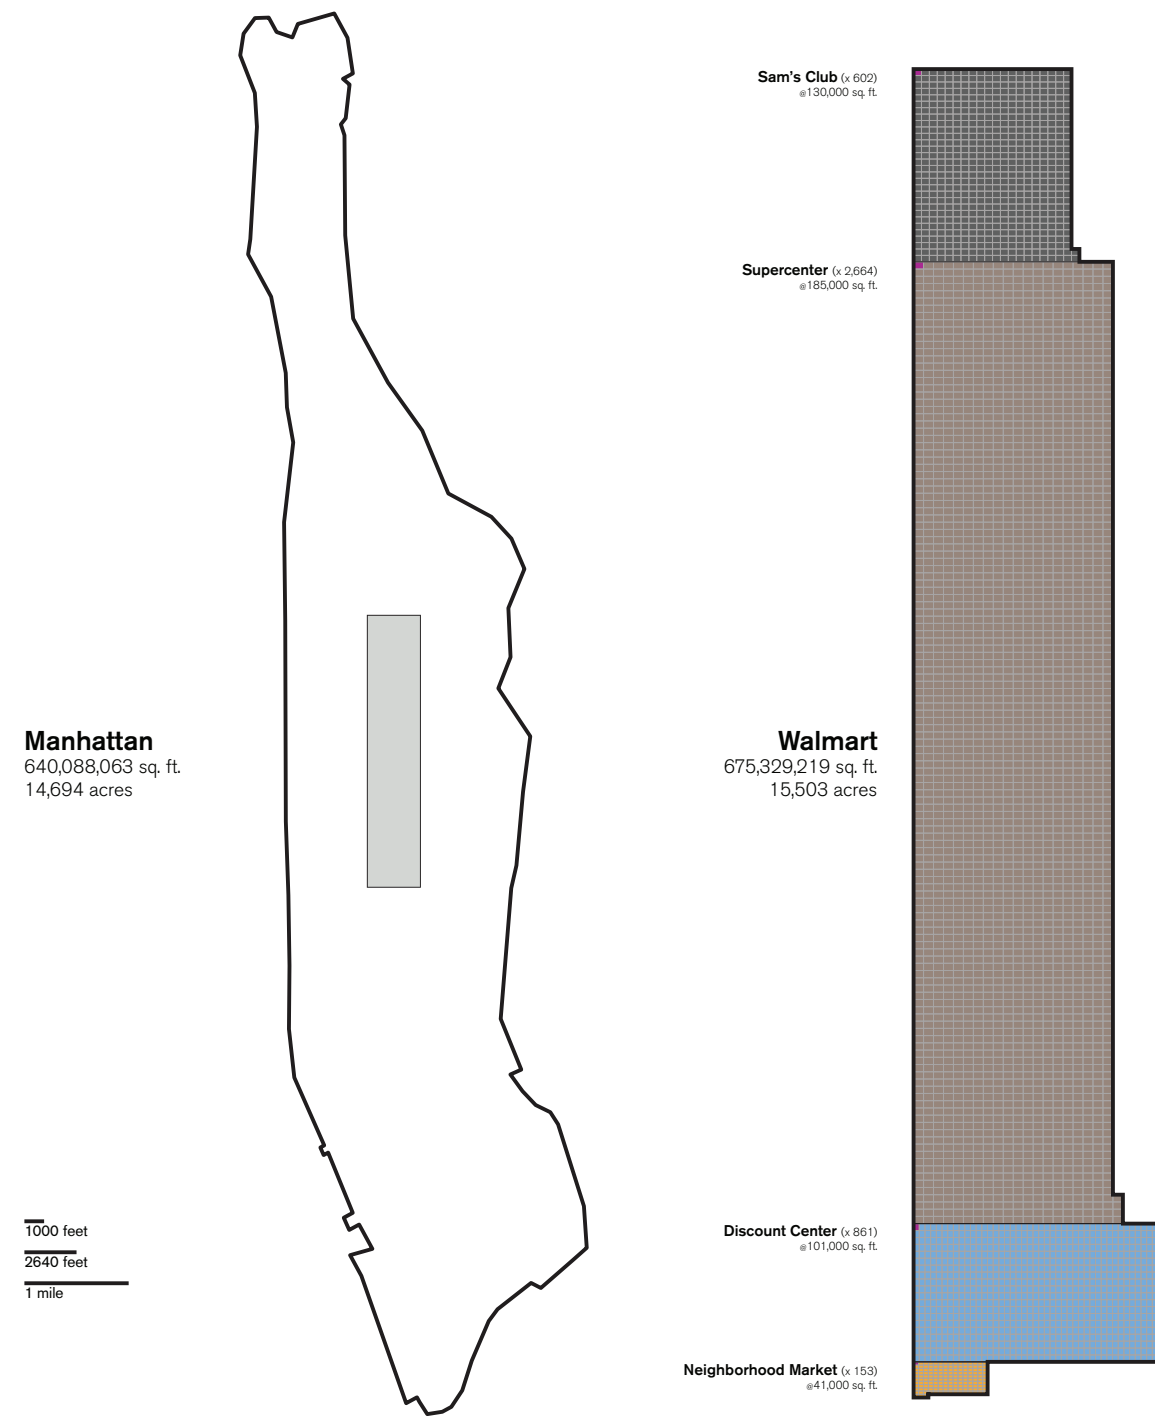 Sam's Club (x 602)
@130,000 sq. ft.
Supercenter (x 2,664)
@185,000 sq. ft.
Manhattan
640,088,063 sq. ft.
14,694 acres
Walmart
675,329,219 sq. ft.
15,503 acres
1000 feet
2640 feet
1 mile
Discount Center (x 861)
@101,000 sq. ft.
Neighborhood Market (x 153)
@41,000 sq. ft.